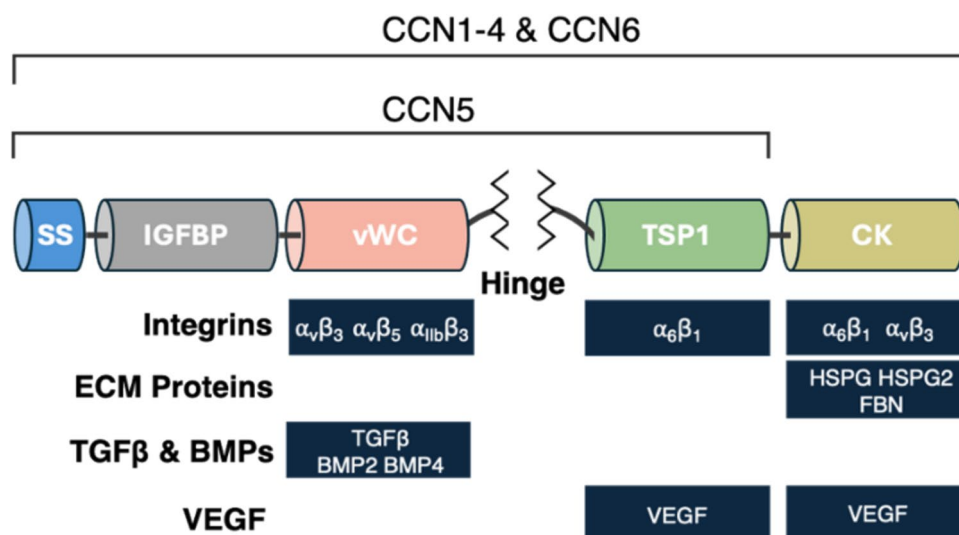 CCN1-4 & CCN6
CCN5
SS IGFBP vWC TSP1 CK
Hinge
Integrins αvβ3 αvβ5 αIIbβ3 α6β1 α6β1 αvβ3
ECM Proteins HSPG HSPG2
FBN
TGFβ & BMPs TGFβ
BMP2 BMP4
VEGF VEGF VEGF